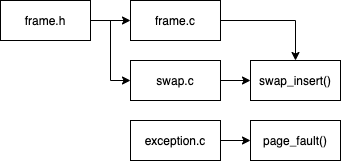 frame.h
frame.c
swap.c
swap_insert()
exception.c
page_fault()